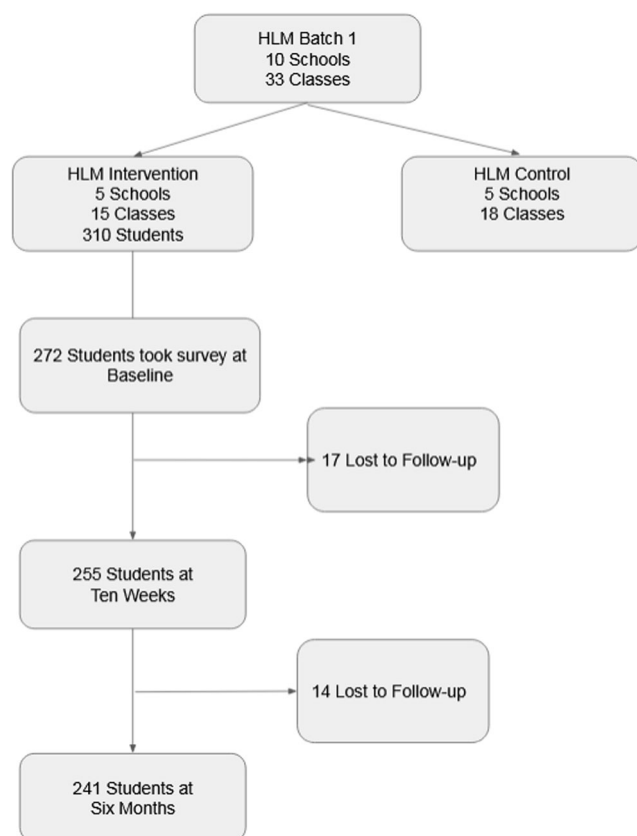 HLM Batch 1
10 Schools
33 Classes
HLM Intervention
5 Schools
15 Classes
310 Students
HLM Control
5 Schools
18 Classes
272 Students took survey at
Baseline
17 Lost to Follow-up
255 Students at
Ten Weeks
14 Lost to Follow-up
241 Students at
Six Months